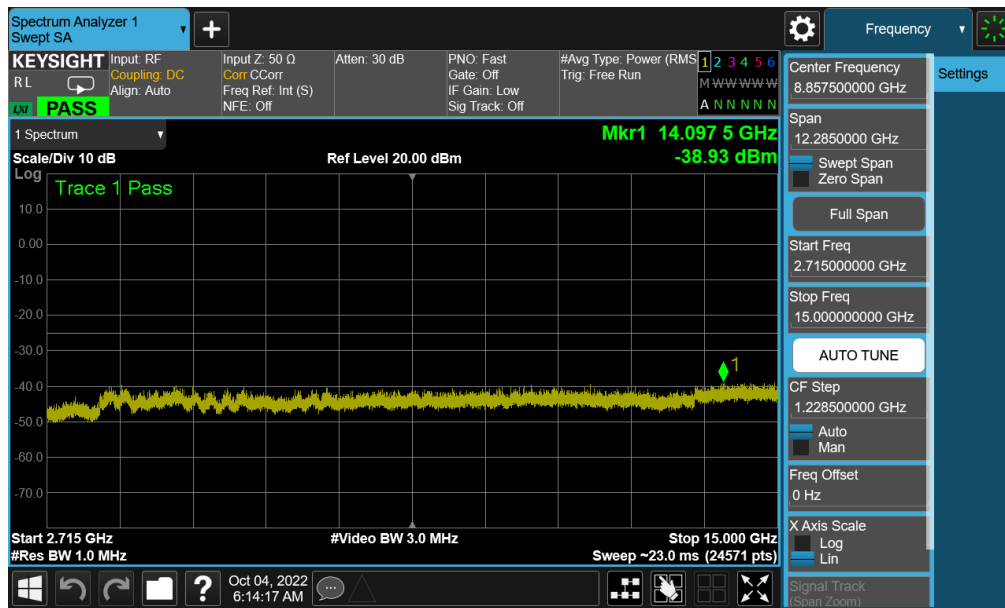 Spectrum Analyzer 1
Swept SA
Frequency
KEYSIGHT
RL
LXI
PASS
Input: RF
Coupling: DC
Align: Auto
Input Z: 50 Ω
Corr CCorr
Freq Ref: Int (S)
NFE: Off
Atten: 30 dB
PNO: Fast
Gate: Off
IF Gain: Low
Sig Track: Off
#Avg Type: Power (RMS
Trig: Free Run
1 2 3 4 5 6
M W W W W W
A N N N N N
1 Spectrum
Mkr1 14.097 5 GHz
Scale/Div 10 dB
Ref Level 20.00 dBm
-38.93 dBm
Log
Trace 1 Pass
10.0
0.00
-10.0
-20.0
-30.0
1
-40.0
-50.0
-60.0
-70.0
Start 2.715 GHz
#Video BW 3.0 MHz
Stop 15.000 GHz
#Res BW 1.0 MHz
Sweep ~23.0 ms (24571 pts)
?
Oct 04, 2022
6:14:17 AM
Center Frequency
8.857500000 GHz
Settings
Span
12.2850000 GHz
Swept Span
Zero Span
Full Span
Start Freq
2.715000000 GHz
Stop Freq
15.000000000 GHz
AUTO TUNE
CF Step
1.228500000 GHz
Auto
Man
Freq Offset
0 Hz
X Axis Scale
Log
Lin
Signal Track
(Span Zoom)